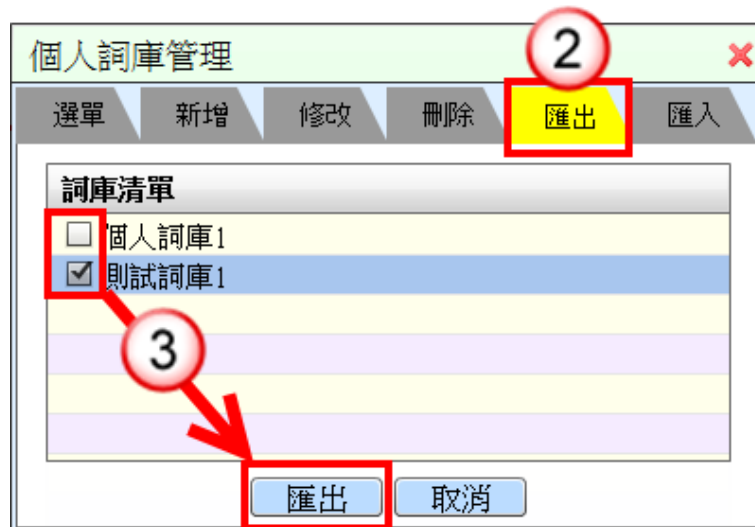 個人詞庫管理
2
選單 新增 修改 刪除 匯出 匯入
詞庫清單
個人詞庫1
則試詞庫1
3
匯出 取消